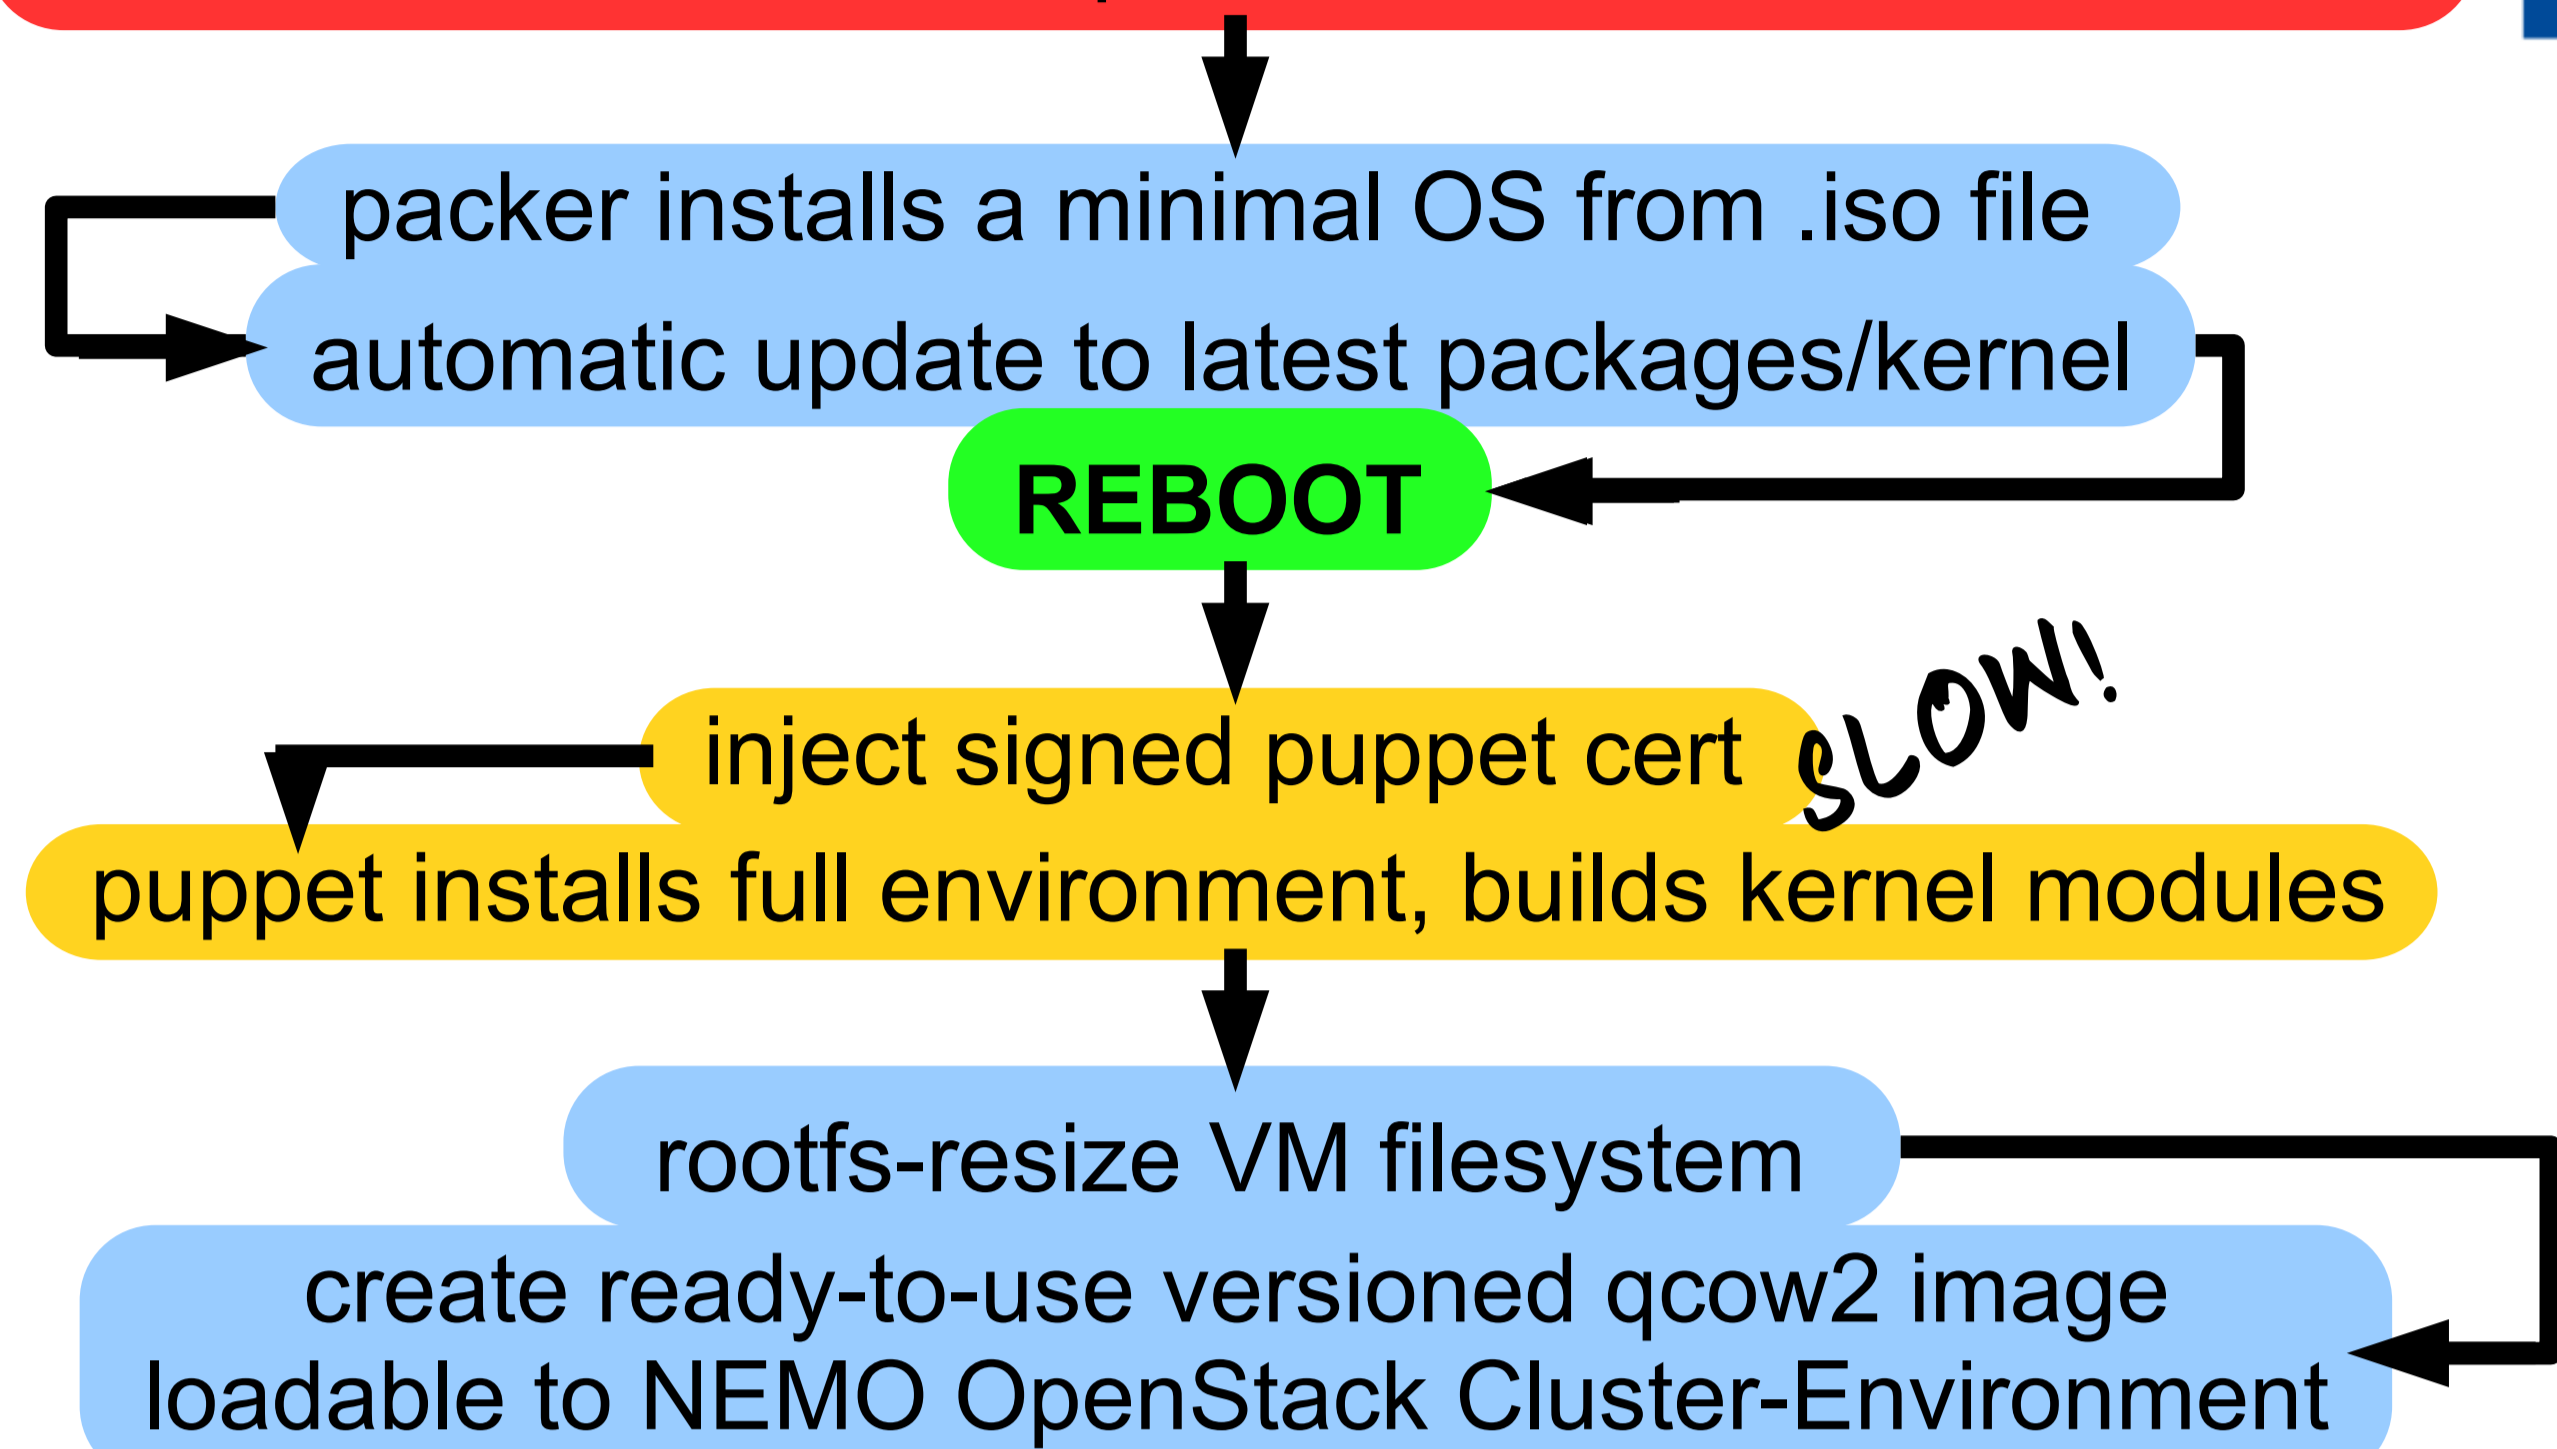 packer installs a minimal OS from .iso file
automatic update to latest packages/kernel
REBOOT
SLOW!
inject signed puppet cert
puppet installs full environment, builds kernel modules
rootfs-resize VM filesystem
create ready-to-use versioned qcow2 image
loadable to NEMO OpenStack Cluster-Environment